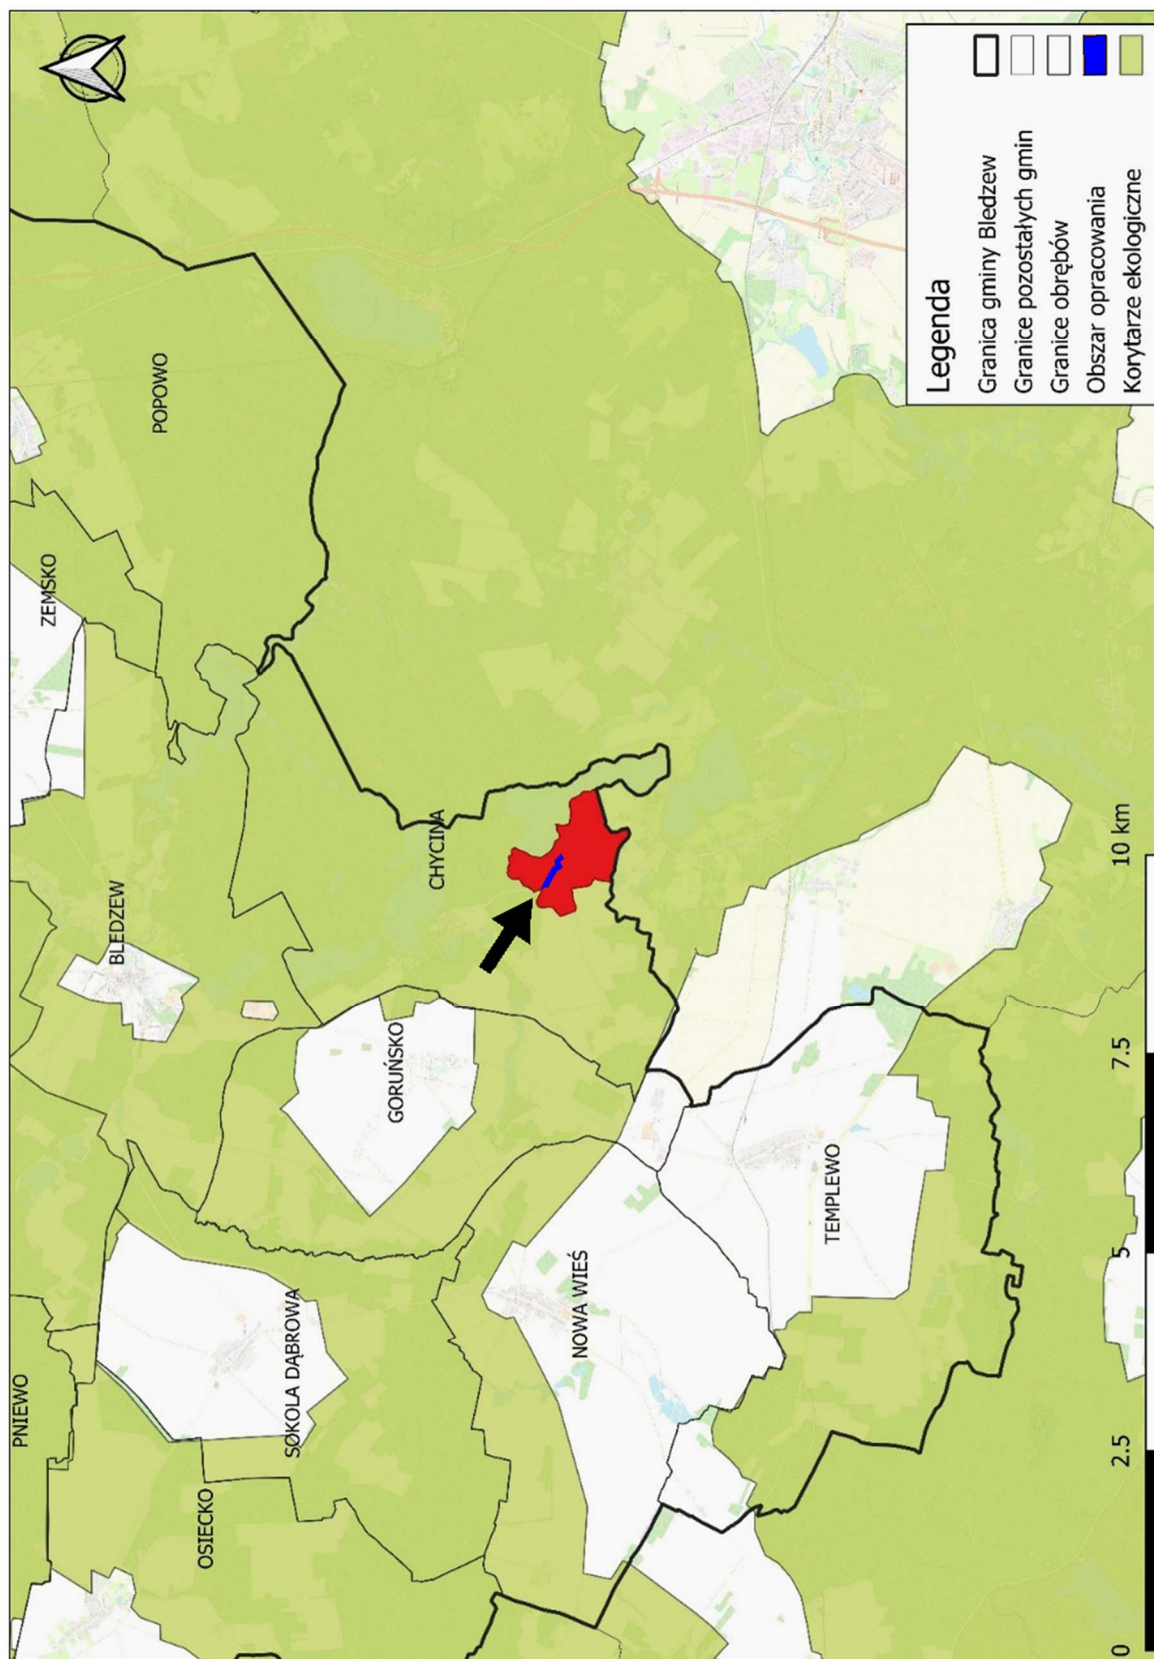 PNIEWO
OSIECKO
SOKOLA DĄBROWA
BLEDZEW
ZEMSKO
POPOWO
GORUŃSKO
CHYCINA
NOWA WIEŚ
TEMPLEWO
Legenda
Granica gminy Bledzew
Granice pozostałych gmin
Granice obrębów
Obszar opracowania
Korytarze ekologiczne
0 2.5 5 7.5 10 km